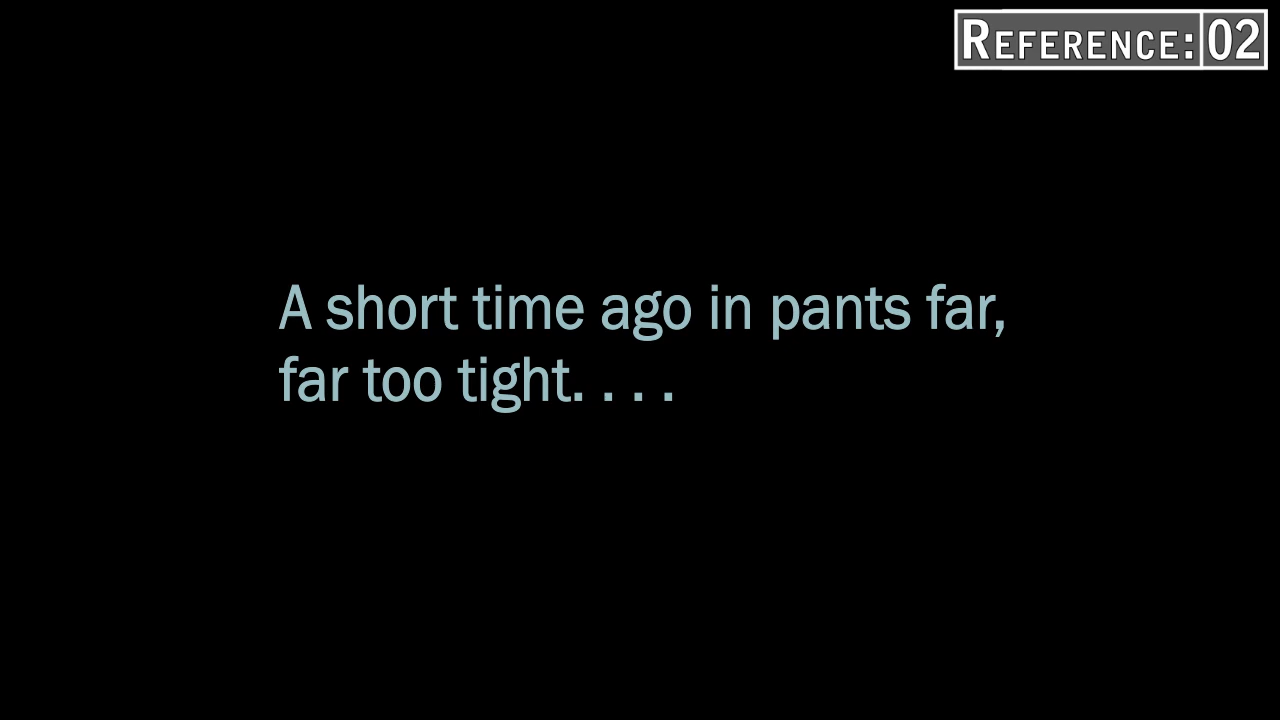 REFERENCE: 02
A short time ago in pants far,
far too tight. . . .